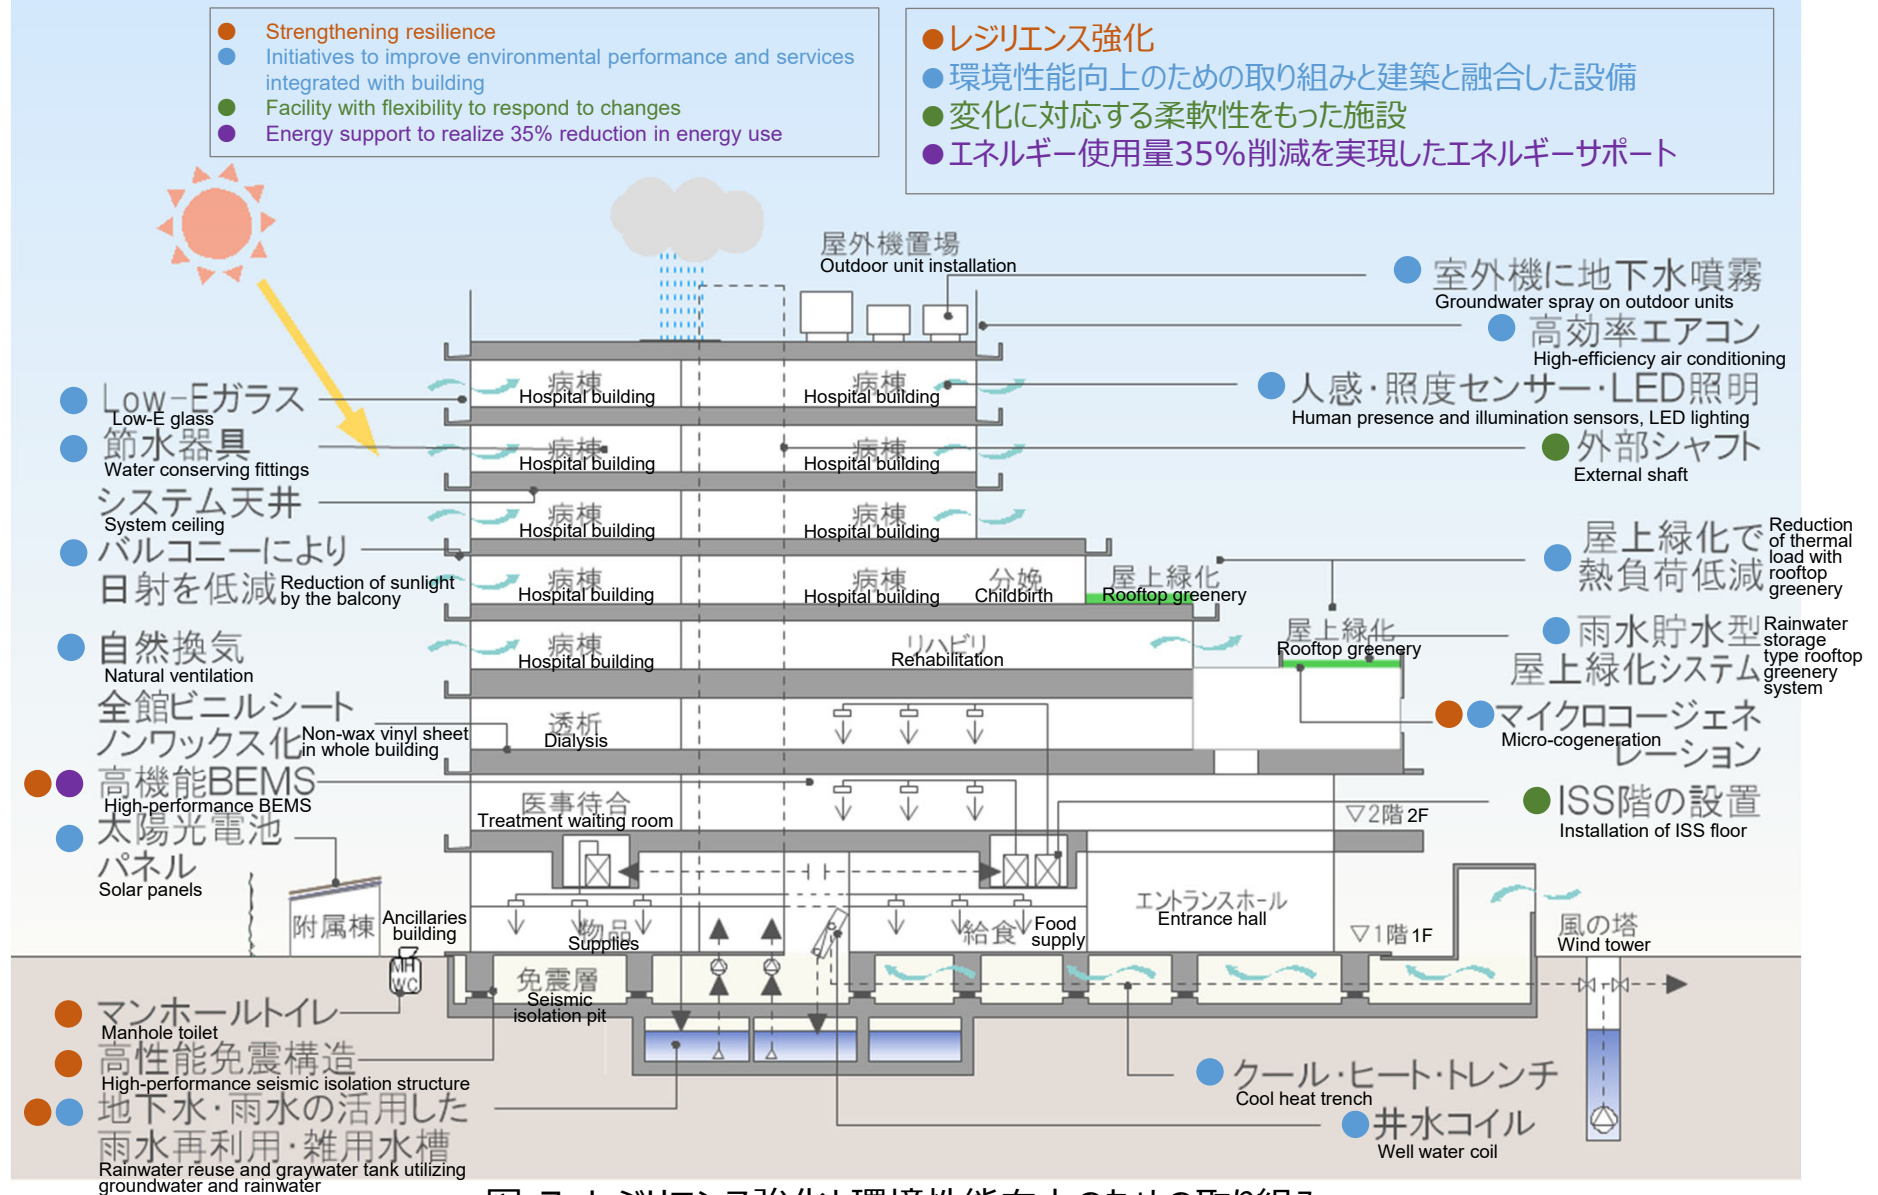 Strengthening resilience
Initiatives to improve environmental performance and services
integrated with building
Facility with flexibility to respond to changes
Energy support to realize 35% reduction in energy use
レジリエンス強化
環境性能向上のための取り組みと建築と融合した設備
変化に対応する柔軟性をもった施設
エネルギー使用量35%削減を実現したエネルギーサポート
屋外機置場
Outdoor unit installation
室外機に地下水噴霧
Groundwater spray on outdoor units
高効率エアコン
High-efficiency air conditioning
人感・照度センサー・LED照明
Human presence and illumination sensors, LED lighting
外部シャフト
External shaft
屋上緑化で
熱負荷低減
Reduction
of thermal
load with
rooftop
greenery
雨水貯水型
屋上緑化システム
Rainwater
storage
type rooftop
greenery
system
マイクロコージェネ
レーション
Micro-cogeneration
ISS階の設置
Installation of ISS floor
Low-Eガラス
Low-E glass
節水器具
Water conserving fittings
システム天井
System ceiling
バルコニーにより
日射を低減
Reduction of sunlight
by the balcony
自然換気
Natural ventilation
全館ビニルシート
ノンワックス化
Non-wax vinyl sheet
in whole building
高機能BEMS
High-performance BEMS
太陽光電池
パネル
Solar panels
病棟
Hospital building
病棟
Hospital building
病棟
Hospital building
病棟
Hospital building
病棟
Hospital building
病棟
Hospital building
病棟
Hospital building
病棟
Hospital building
分娩
Childbirth
屋上緑化
Rooftop greenery
病棟
Hospital building
リハビリ
Rehabilitation
屋上緑化
Rooftop greenery
透析
Dialysis
医事待合
Treatment waiting room
▽2階 2F
エントランスホール
Entrance hall
▽1階 1F
物品
Supplies
給食
Food
supply
附属棟
Ancillaries
building
MH
WC
風の塔
Wind tower
免震層
Seismic
isolation pit
マンホールトイレ
Manhole toilet
高性能免震構造
High-performance seismic isolation structure
地下水・雨水の活用した
雨水再利用・雑用水槽
Rainwater reuse and graywater tank utilizing
groundwater and rainwater
クール・ヒート・トレンチ
Cool heat trench
井水コイル
Well water coil